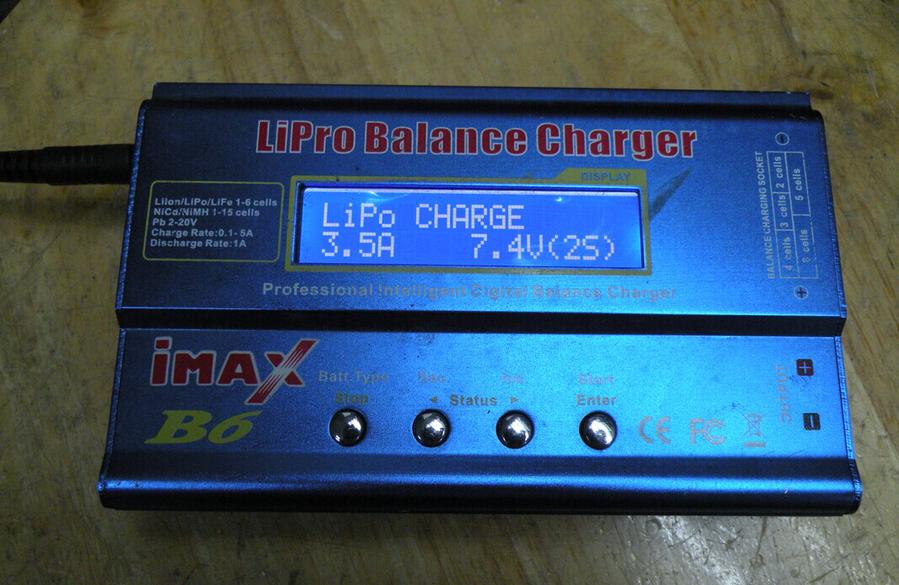 LiPro Balance Charger
DISPLAY
LiIon/LiPo/LiFe 1-6 cells
NiCd/NiMH 1-15 cells
Pb 2-20V
Charge Rate:0.1- 5A
Discharge Rate:1A
LiPo CHARGE
3.5A 7.4V(2S)
BALANCE CHARGING SOCKET
2 cells
3 cells
4 cells
5 cells
6 cells
Professional Intelligent Digital Balance Charger
iMAX
B6
Batt.Type Dec. Inc. Start
Stop ◄ Status ► Enter
CE FC
OUTPUT
+
-